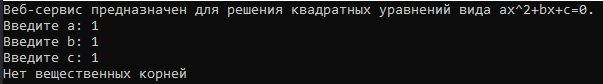 Веб-сервис предназначен для решения квадратных уравнений вида ax^2+bx+c=0.
Введите a: 1
Введите b: 1
Введите c: 1
Нет вещественных корней